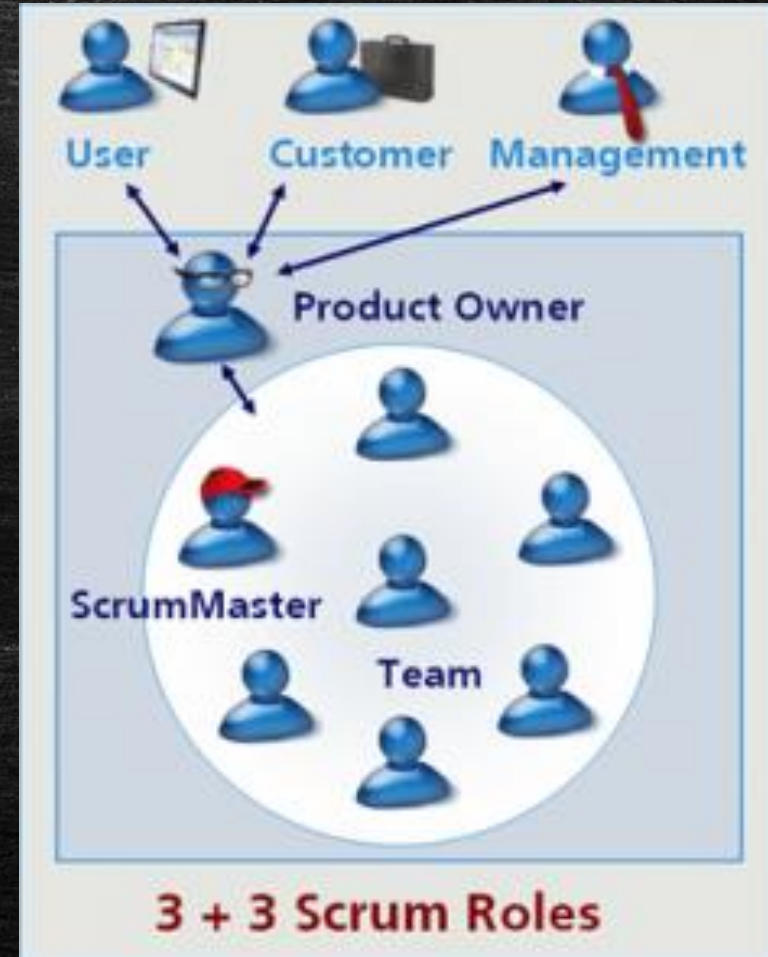 User Customer Management
Product Owner
ScrumMaster
Team
3 + 3 Scrum Roles